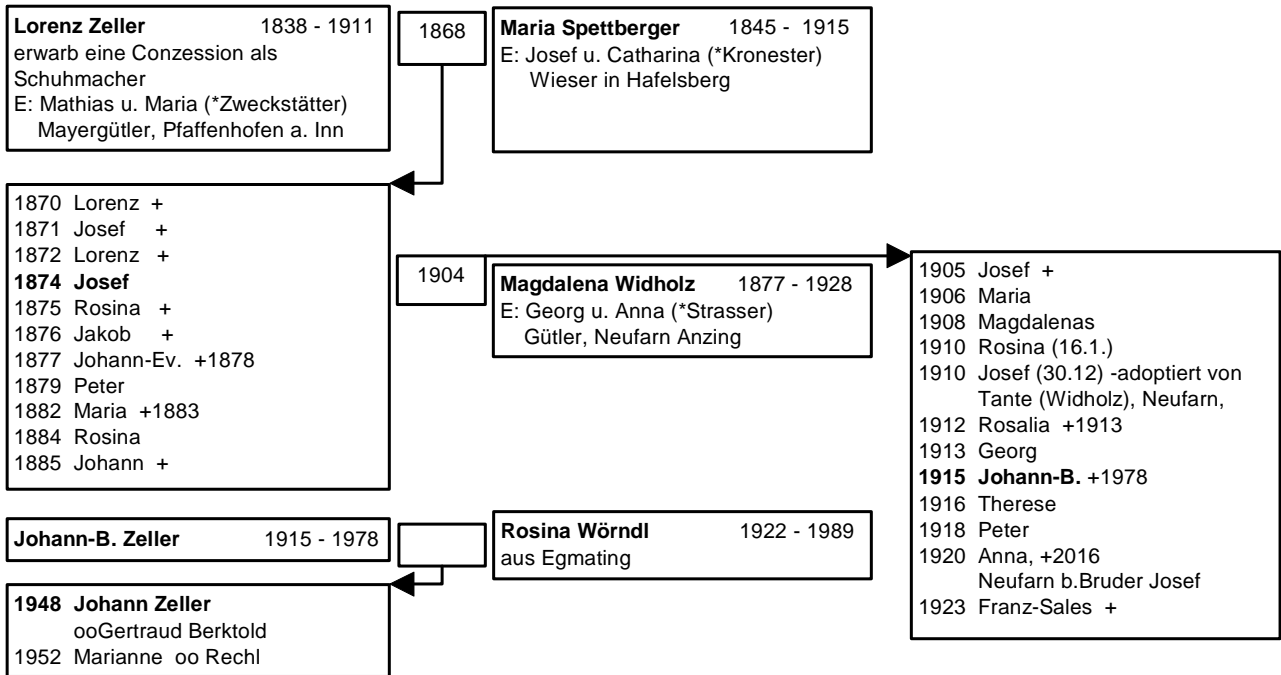 Lorenz Zeller 1838 - 1911
erwarb eine Conzession als
Schuhmacher
E: Mathias u. Maria (*Zweckstätter)
Mayergütler, Pfaffenhofen a. Inn
1868
Maria Spettberger 1845 - 1915
E: Josef u. Catharina (*Kronester)
Wieser in Hafelsberg
1870 Lorenz +
1871 Josef +
1872 Lorenz +
1874 Josef
1875 Rosina +
1876 Jakob +
1877 Johann-Ev. +1878
1879 Peter
1882 Maria +1883
1884 Rosina
1885 Johann +
1904
Magdalena Widholz 1877 - 1928
E: Georg u. Anna (*Strasser)
Gütler, Neufarn Anzing
1905 Josef +
1906 Maria
1908 Magdalenas
1910 Rosina (16.1.)
1910 Josef (30.12) -adoptiert von
Tante (Widholz), Neufarn,
1912 Rosalia +1913
1913 Georg
1915 Johann-B. +1978
1916 Therese
1918 Peter
1920 Anna, +2016
Neufarn b.Bruder Josef
1923 Franz-Sales +
Johann-B. Zeller 1915 - 1978
Rosina Wörndl 1922 - 1989
aus Egmating
1948 Johann Zeller
ooGertraud Berktold
1952 Marianne oo Rechl